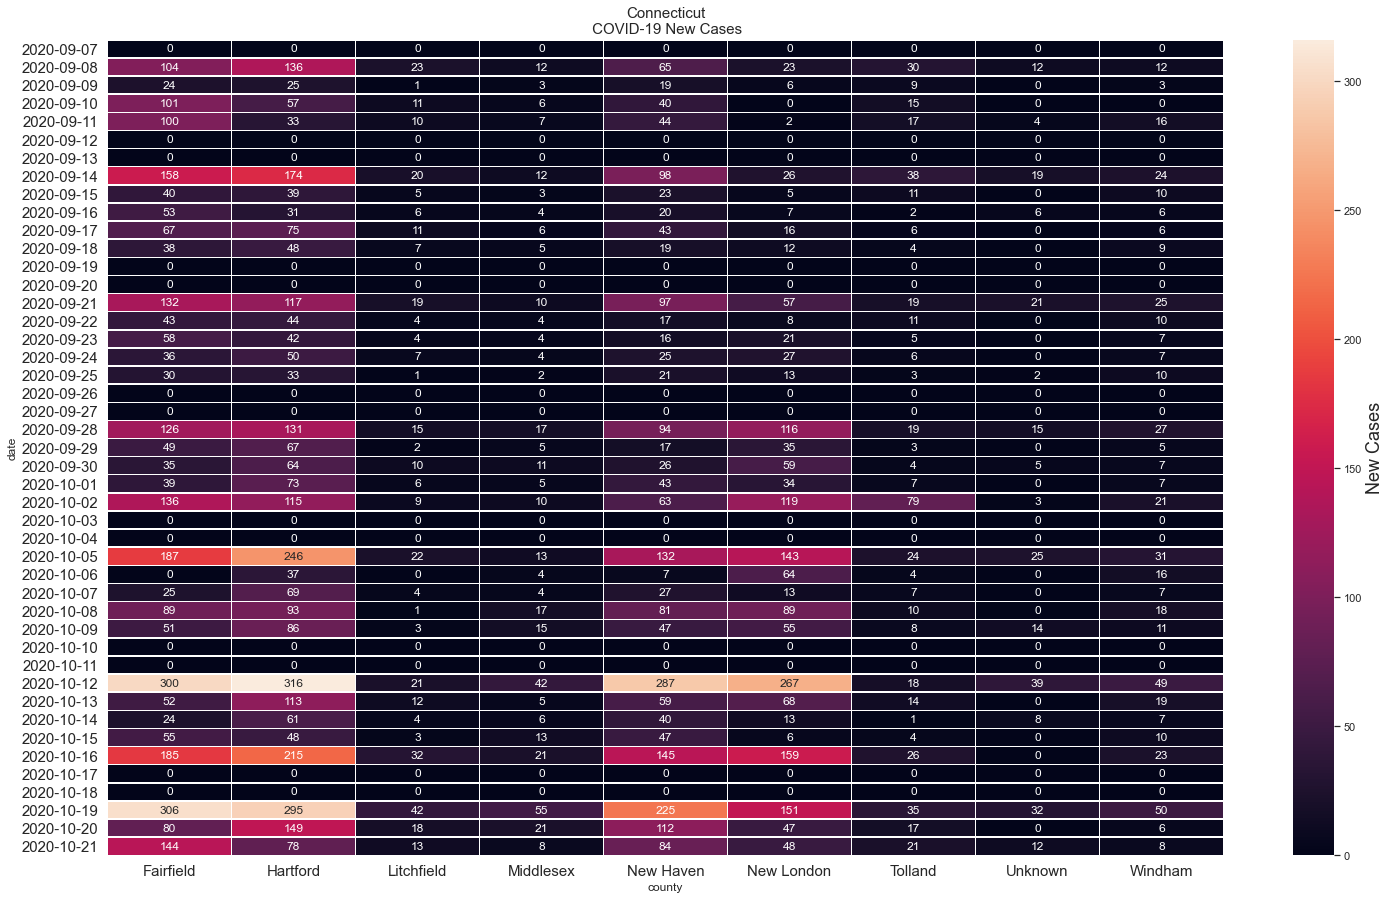 Connecticut
COVID-19 New Cases
2020-09-07 0 0 0 0 0 0 0 0 0
2020-09-08 104 136 23 12 65 23 30 12 12
2020-09-09 24 25 1 3 19 6 9 0 3
2020-09-10 101 57 11 6 40 0 15 0 0
2020-09-11 100 33 10 7 44 2 17 4 16
2020-09-12 0 0 0 0 0 0 0 0 0
2020-09-13 0 0 0 0 0 0 0 0 0
2020-09-14 158 174 20 12 98 26 38 19 24
2020-09-15 40 39 5 3 23 5 11 0 10
2020-09-16 53 31 6 4 20 7 2 6 6
2020-09-17 67 75 11 6 43 16 6 0 6
2020-09-18 38 48 7 5 19 12 4 0 9
2020-09-19 0 0 0 0 0 0 0 0 0
2020-09-20 0 0 0 0 0 0 0 0 0
2020-09-21 132 117 19 10 97 57 19 21 25
2020-09-22 43 44 4 4 17 8 11 0 10
2020-09-23 58 42 4 4 16 21 5 0 7
2020-09-24 36 50 7 4 25 27 6 0 7
2020-09-25 30 33 1 2 21 13 3 2 10
2020-09-26 0 0 0 0 0 0 0 0 0
2020-09-27 0 0 0 0 0 0 0 0 0
2020-09-28 126 131 15 17 94 116 19 15 27
2020-09-29 49 67 2 5 17 35 3 0 5
2020-09-30 35 64 10 11 26 59 4 5 7
2020-10-01 39 73 6 5 43 34 7 0 7
2020-10-02 136 115 9 10 63 119 79 3 21
2020-10-03 0 0 0 0 0 0 0 0 0
2020-10-04 0 0 0 0 0 0 0 0 0
2020-10-05 187 246 22 13 132 143 24 25 31
2020-10-06 0 37 0 4 7 64 4 0 16
2020-10-07 25 69 4 4 27 13 7 0 7
2020-10-08 89 93 1 17 81 89 10 0 18
2020-10-09 51 86 3 15 47 55 8 14 11
2020-10-10 0 0 0 0 0 0 0 0 0
2020-10-11 0 0 0 0 0 0 0 0 0
2020-10-12 300 316 21 42 287 267 18 39 49
2020-10-13 52 113 12 5 59 68 14 0 19
2020-10-14 24 61 4 6 40 13 1 8 7
2020-10-15 55 48 3 13 47 6 4 0 10
2020-10-16 185 215 32 21 145 159 26 0 23
2020-10-17 0 0 0 0 0 0 0 0 0
2020-10-18 0 0 0 0 0 0 0 0 0
2020-10-19 306 295 42 55 225 151 35 32 50
2020-10-20 80 149 18 21 112 47 17 0 6
2020-10-21 144 78 13 8 84 48 21 12 8
Fairfield Hartford Litchfield Middlesex New Haven New London Tolland Unknown Windham
county
date
300
250
200
150
100
50
0
New Cases